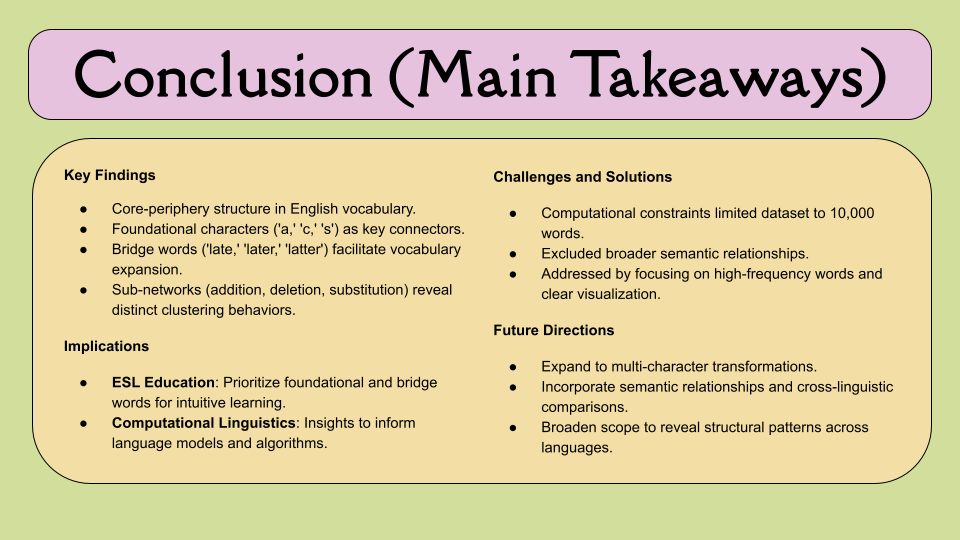 Conclusion (Main Takeaways)
Key Findings
● Core-periphery structure in English vocabulary.
● Foundational characters ('a,' 'c,' 's') as key connectors.
● Bridge words ('late,' 'later,' 'latter') facilitate vocabulary
expansion.
● Sub-networks (addition, deletion, substitution) reveal
distinct clustering behaviors.
Implications
● ESL Education: Prioritize foundational and bridge
words for intuitive learning.
● Computational Linguistics: Insights to inform
language models and algorithms.
Challenges and Solutions
● Computational constraints limited dataset to 10,000
words.
● Excluded broader semantic relationships.
● Addressed by focusing on high-frequency words and
clear visualization.
Future Directions
● Expand to multi-character transformations.
● Incorporate semantic relationships and cross-linguistic
comparisons.
● Broaden scope to reveal structural patterns across
languages.